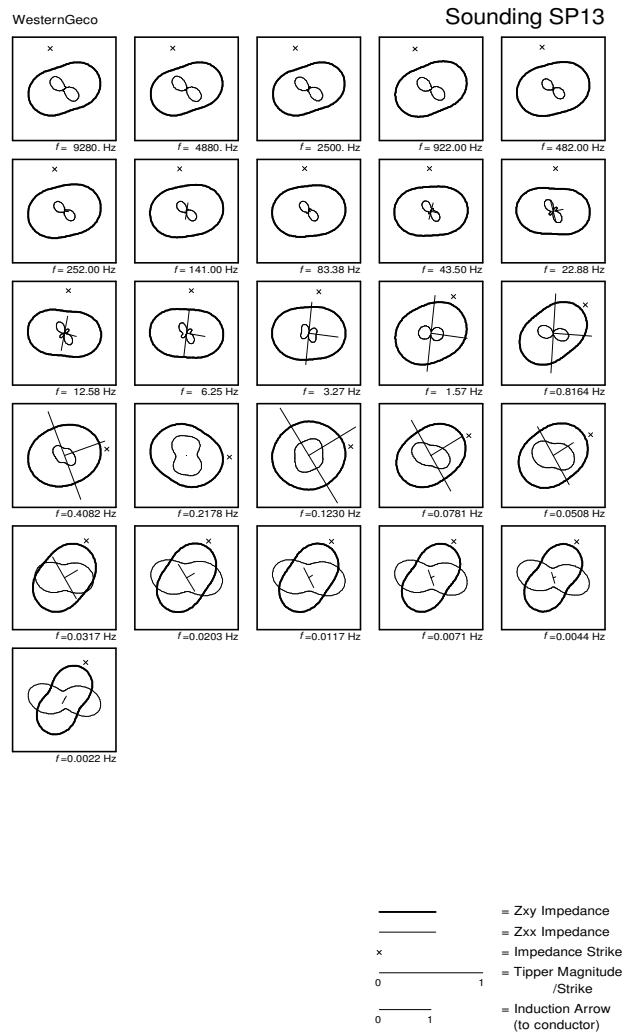 WesternGeco Sounding SP13
f= 9280. Hz f= 4880. Hz f= 2500. Hz f= 922.00 Hz f= 482.00 Hz
f= 252.00 Hz f= 141.00 Hz f= 83.38 Hz f= 43.50 Hz f= 22.88 Hz
f= 12.58 Hz f= 6.25 Hz f= 3.27 Hz f= 1.57 Hz f=0.8164 Hz
f=0.4082 Hz f=0.2178 Hz f=0.1230 Hz f=0.0781 Hz f=0.0508 Hz
f=0.0317 Hz f=0.0203 Hz f=0.0117 Hz f=0.0071 Hz f=0.0044 Hz
f=0.0022 Hz
= Zxy Impedance
= Zxx Impedance
× = Impedance Strike
= Tipper Magnitude
0 1 /Strike
= Induction Arrow
0 1 (to conductor)